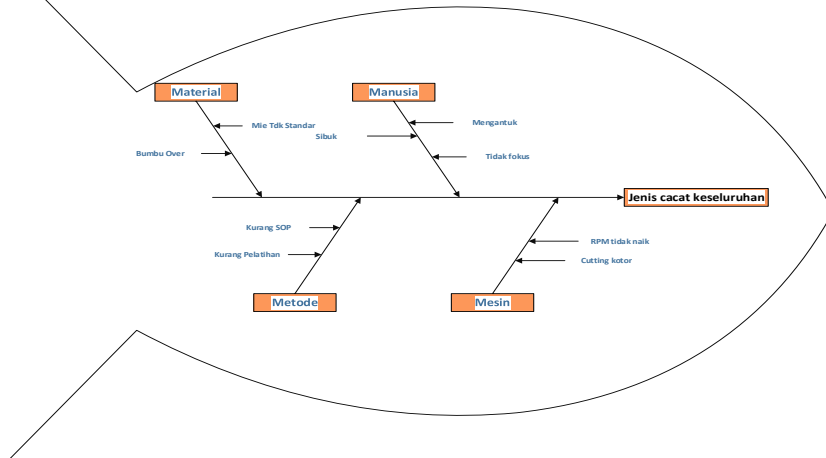 Material
Manusia
Mie Tdk Standar
Mengantuk
Sibuk
Bumbu Over
Tidak fokus
Jenis cacat keseluruhan
Kurang SOP
RPM tidak naik
Kurang Pelatihan
Cutting kotor
Metode
Mesin